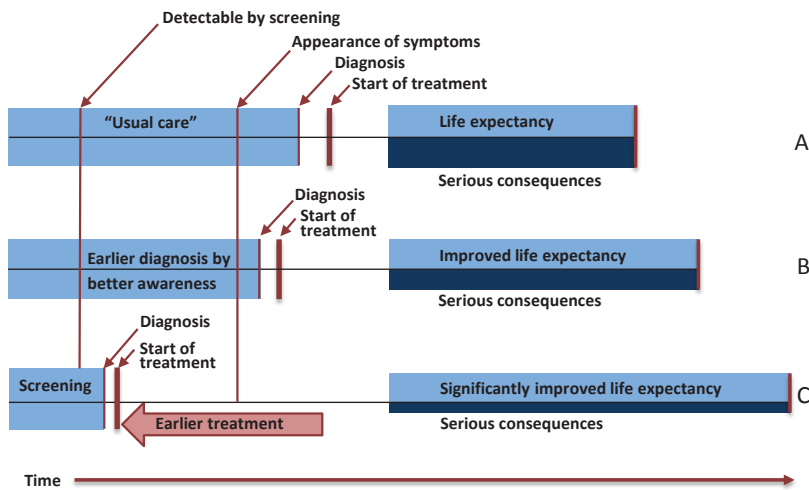 Detectable by screening
Appearance of symptoms
Diagnosis
Start of treatment
“Usual care”
Life expectancy
A
Serious consequences
Diagnosis
Start of
treatment
Earlier diagnosis by
better awareness
Improved life expectancy
B
Serious consequences
Diagnosis
Start of
treatment
Screening
Significantly improved life expectancy
C
Earlier treatment
Serious consequences
Time